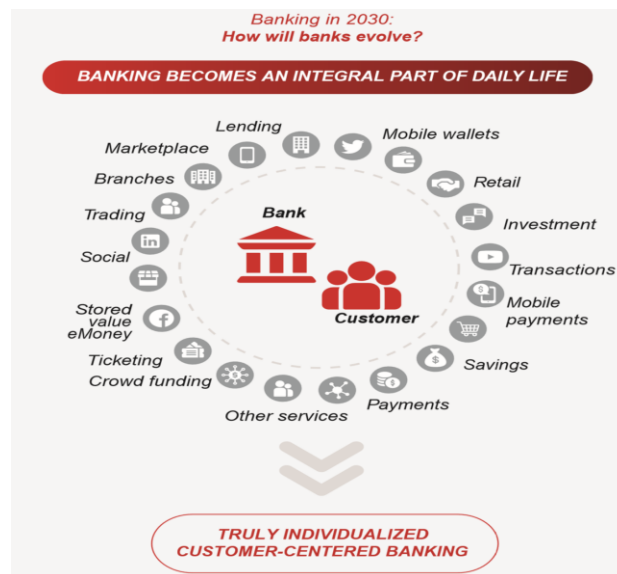 Banking in 2030:
How will banks evolve?
BANKING BECOMES AN INTEGRAL PART OF DAILY LIFE
Lending
Mobile wallets
Marketplace
Branches
Retail
Trading
Bank
Investment
Social
Transactions
Stored
value
eMoney
Customer
Mobile
payments
Ticketing
Savings
Crowd funding
Other services
Payments
in
f
$
$
$
$
TRULY INDIVIDUALIZED
CUSTOMER-CENTERED BANKING